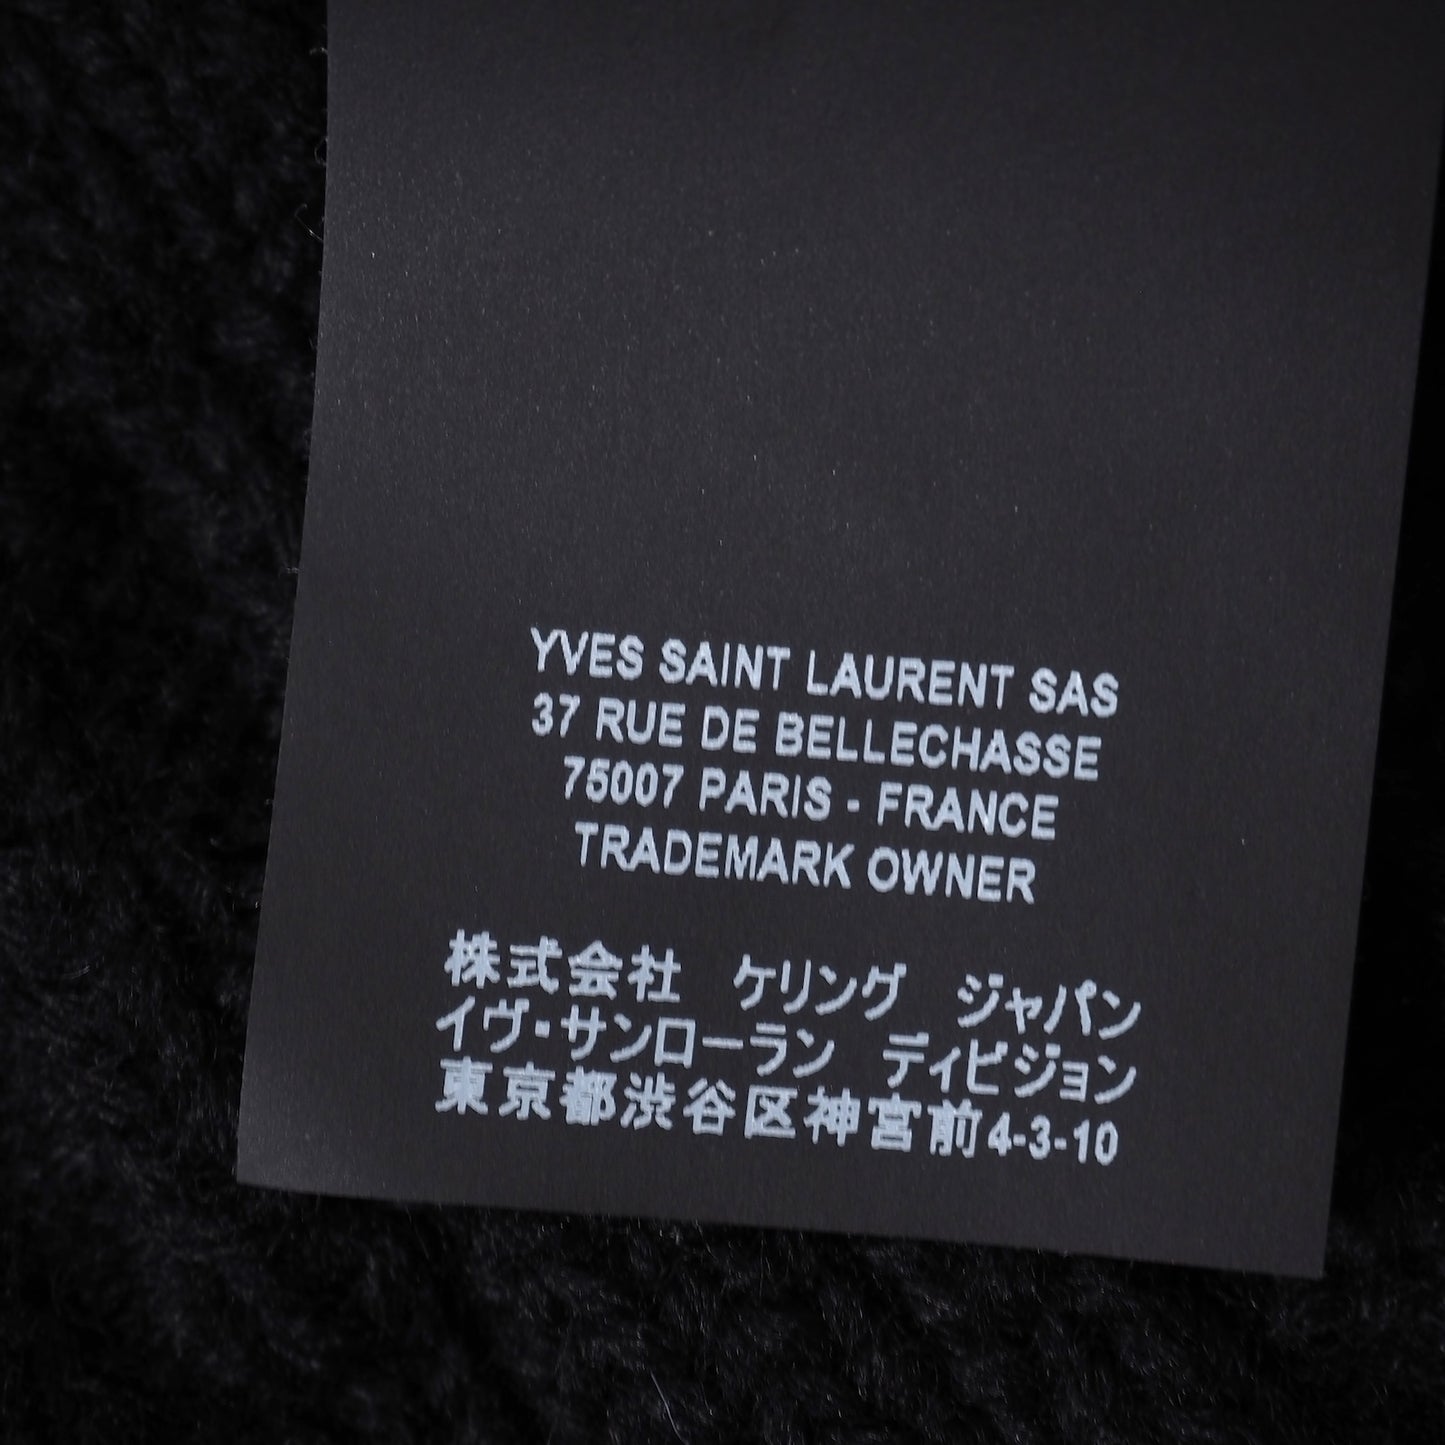 YVES SAINT LAURENT SAS
37 RUE DE BELLECHASSE
75007 PARIS - FRANCE
TRADEMARK OWNER
株式会社　ケリング　ジャパン
イヴ・サンローラン　ディビジョン
東京都渋谷区神宮前4-3-10